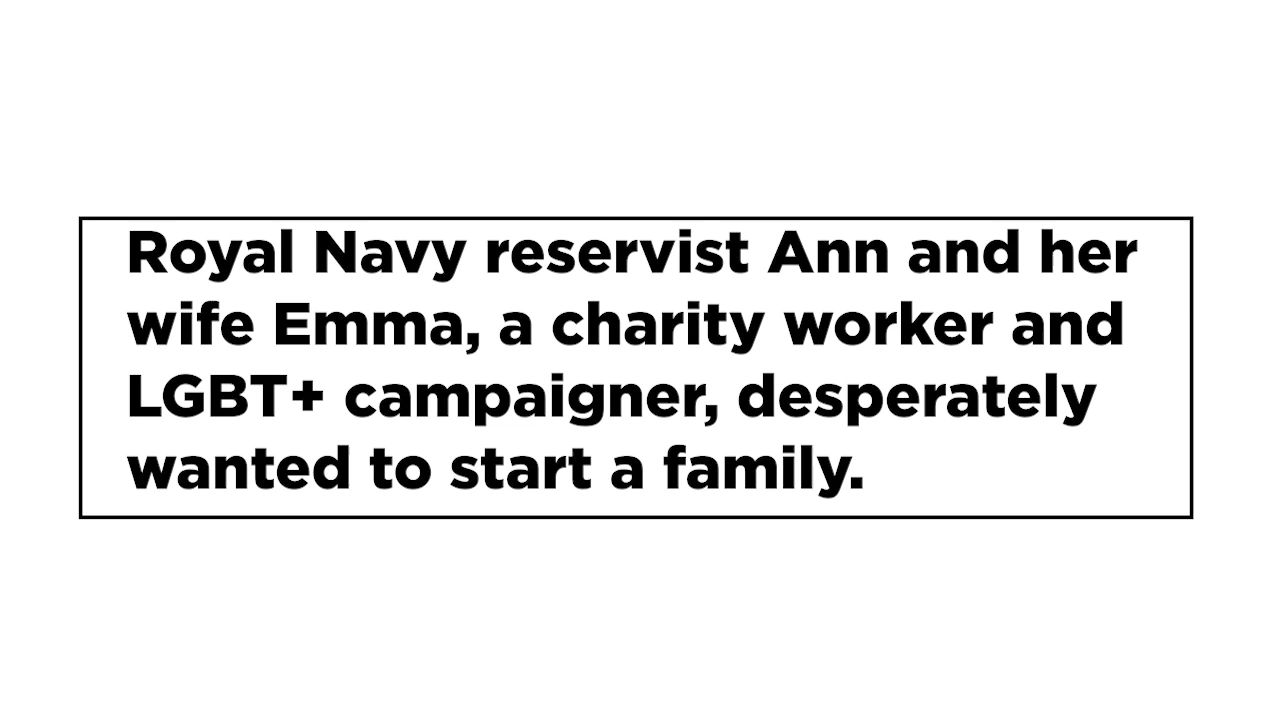 Royal Navy reservist Ann and her
wife Emma, a charity worker and
LGBT+ campaigner, desperately
wanted to start a family.